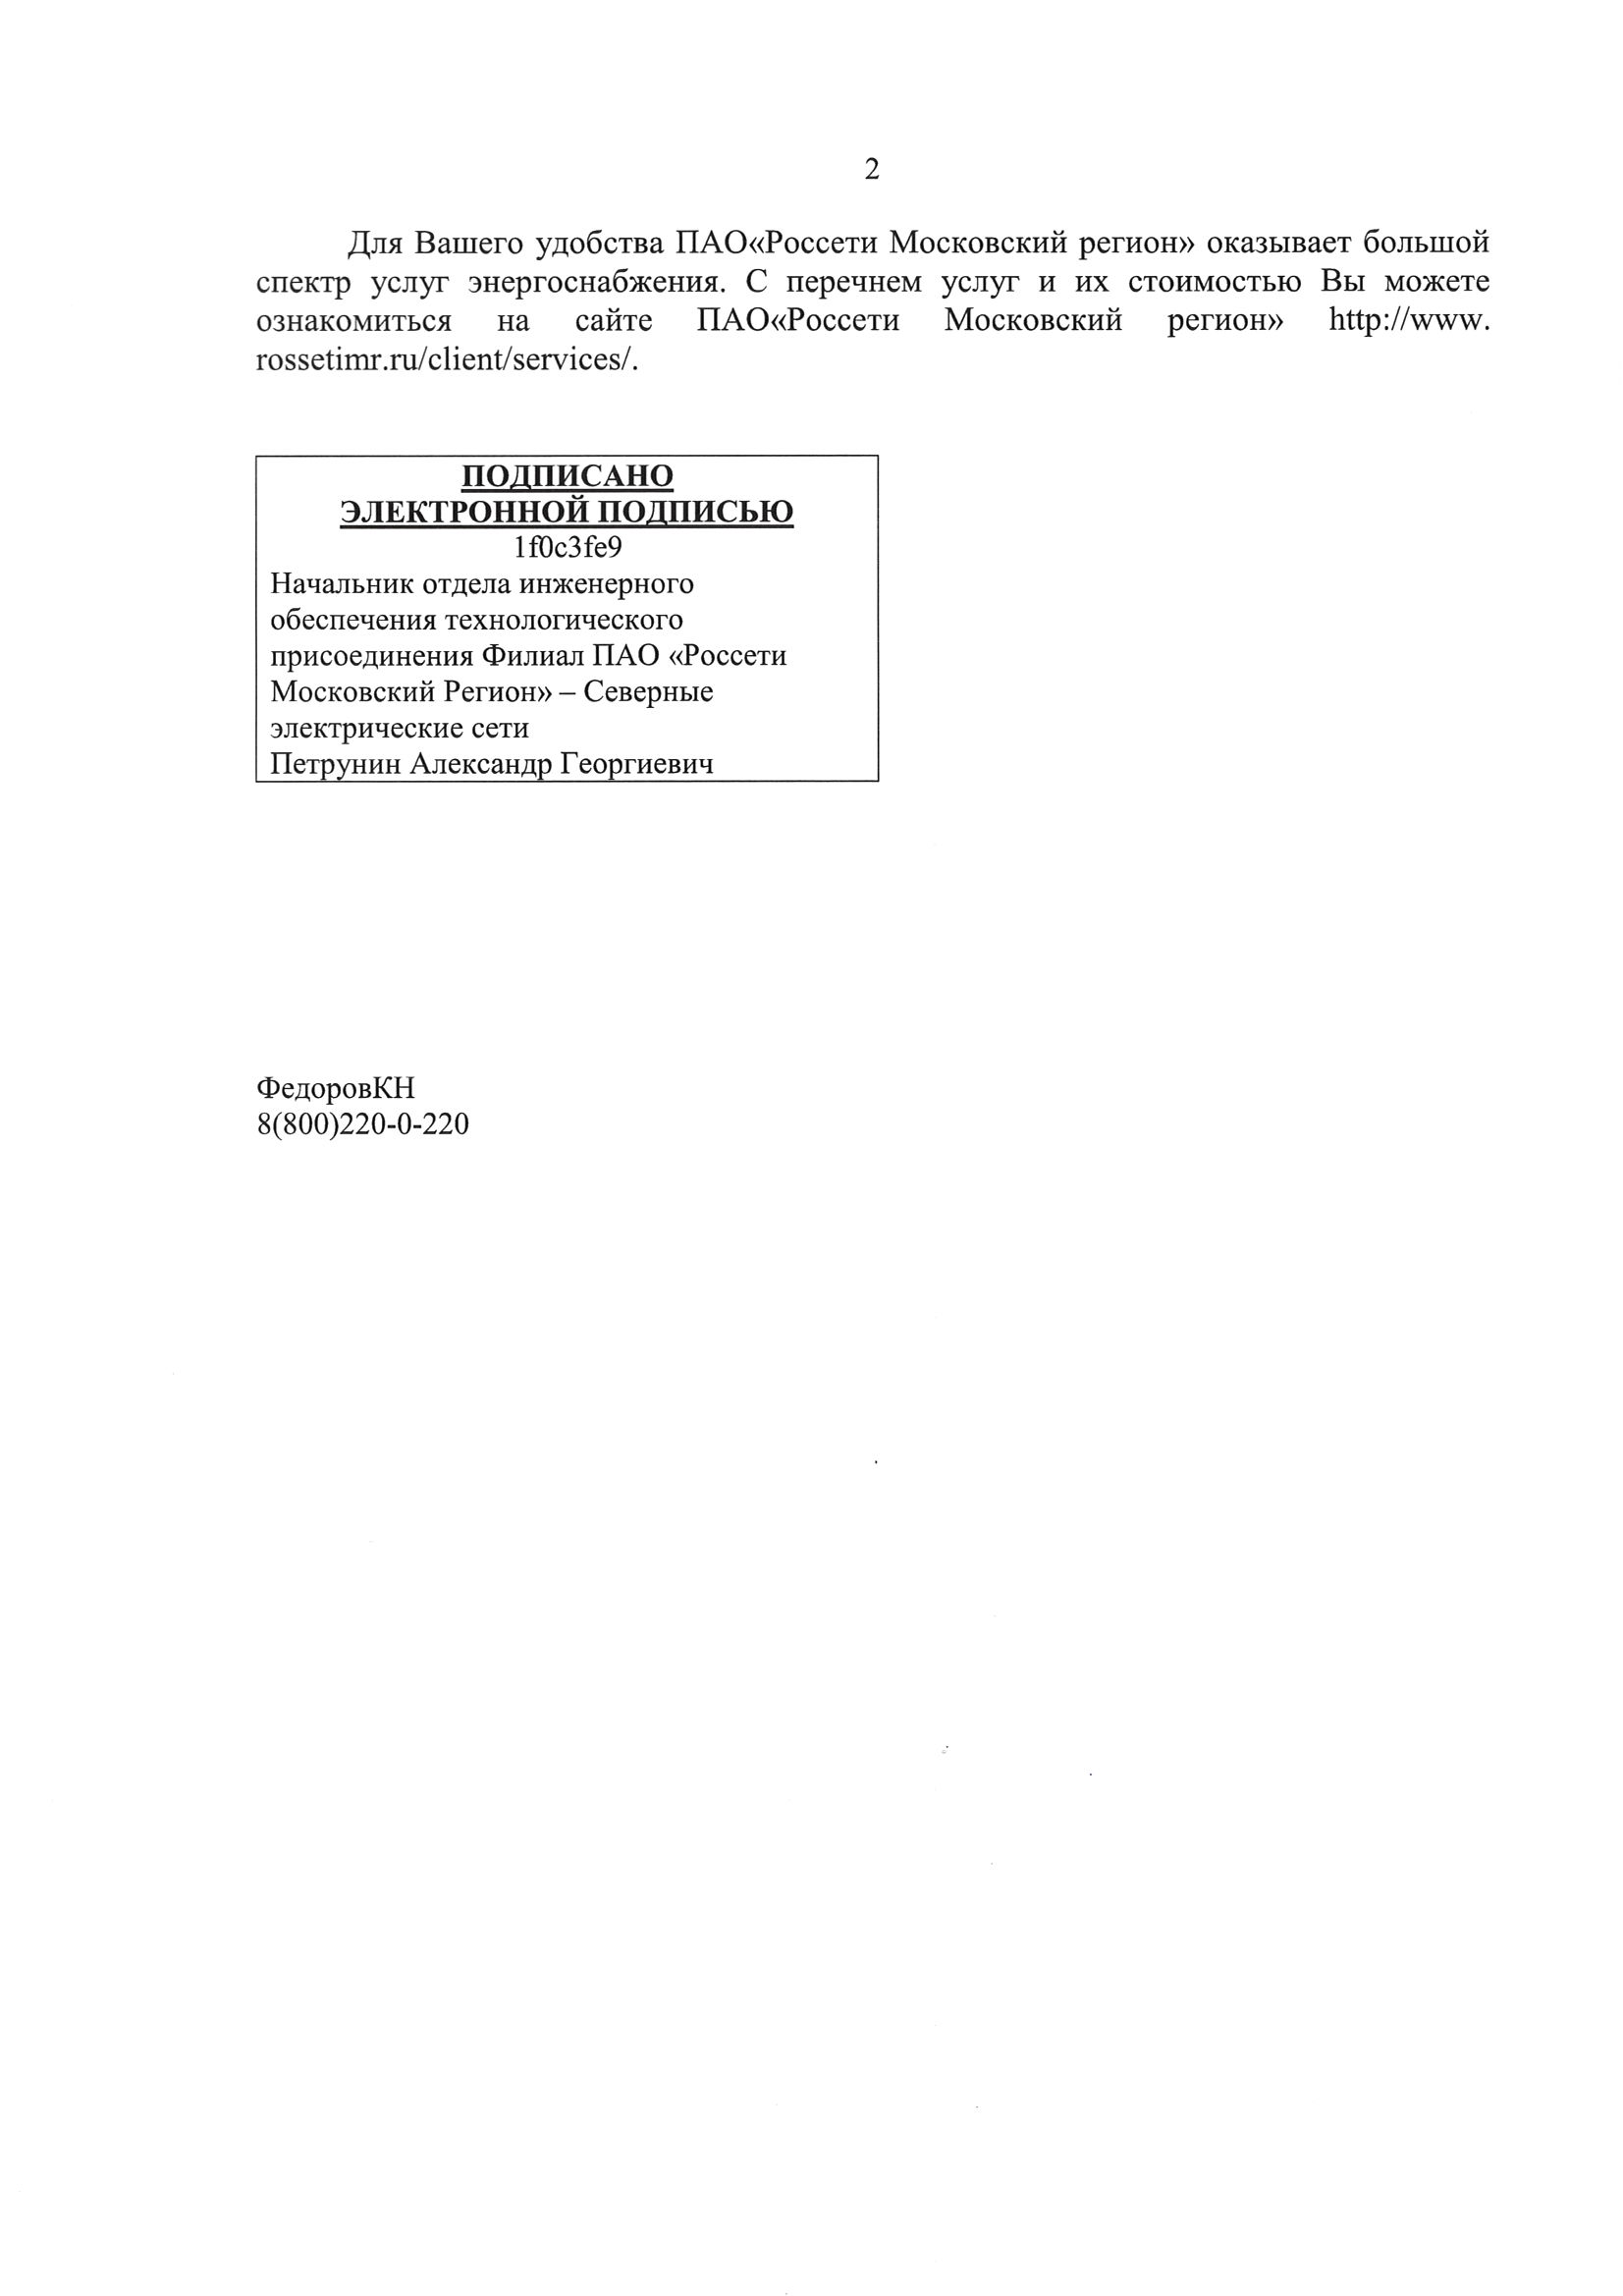 2
Для Вашего удобства ПАО«Россети Московский регион» оказывает большой
спектр услуг энергоснабжения. С перечнем услуг и их стоимостью Вы можете
ознакомиться на сайте ПАО«Россети Московский регион» http://www.
rossetimr.ru/client/services/.
ПОДПИСАНО
ЭЛЕКТРОННОЙ ПОДПИСЬЮ
1f0c3fe9
Начальник отдела инженерного
обеспечения технологического
присоединения Филиал ПАО «Россети
Московский Регион» – Северные
электрические сети
Петрунин Александр Георгиевич
ФедоровКН
8(800)220-0-220